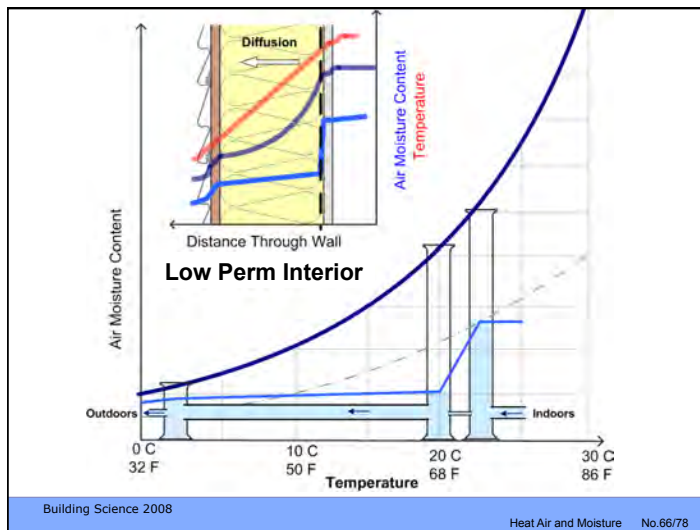 Diffusion
Air Moisture Content
Temperature
Distance Through Wall
Low Perm Interior
Air Moisture Content
Outdoors
Indoors
0 C
32 F
10 C
50 F
20 C
68 F
30 C
86 F
Temperature
Building Science 2008
Heat Air and Moisture No.66/78